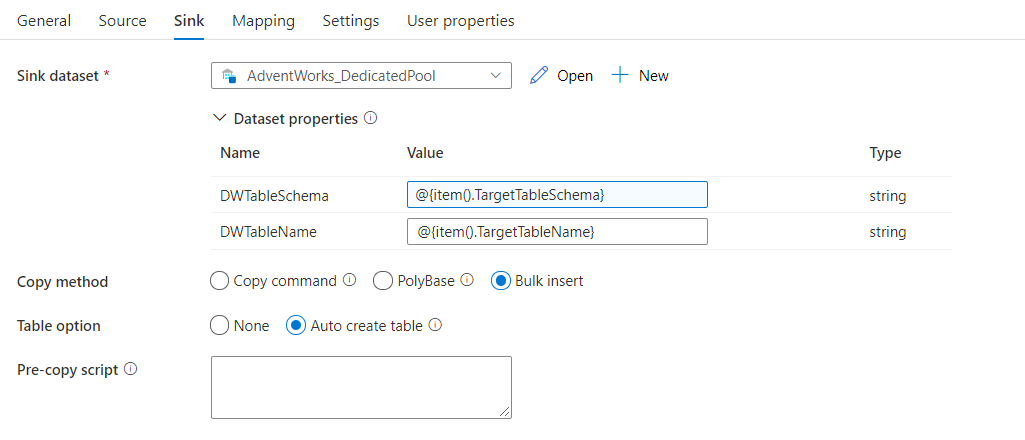 General Source Sink Mapping Settings User properties
Sink dataset * AdventWorks_DedicatedPool Open New
Dataset properties
Name Value Type
DWTableSchema @{item().TargetTableSchema} string
DWTableName @{item().TargetTableName} string
Copy method Copy command PolyBase Bulk insert
Table option None Auto create table
Pre-copy script